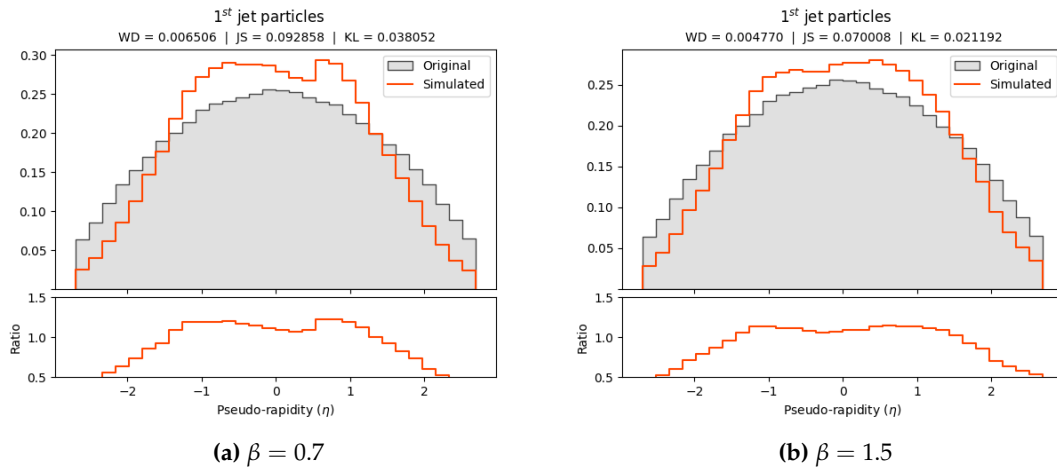 1st jet particles
WD = 0.006506 | JS = 0.092858 | KL = 0.038052
0.30
0.25
0.20
0.15
0.10
0.05
Original
Simulated
1.5
1.0
0.5
Ratio
−2 −1 0 1 2
Pseudo-rapidity (η)
(a) β = 0.7
1st jet particles
WD = 0.004770 | JS = 0.070008 | KL = 0.021192
0.25
0.20
0.15
0.10
0.05
Original
Simulated
1.5
1.0
0.5
Ratio
−2 −1 0 1 2
Pseudo-rapidity (η)
(b) β = 1.5